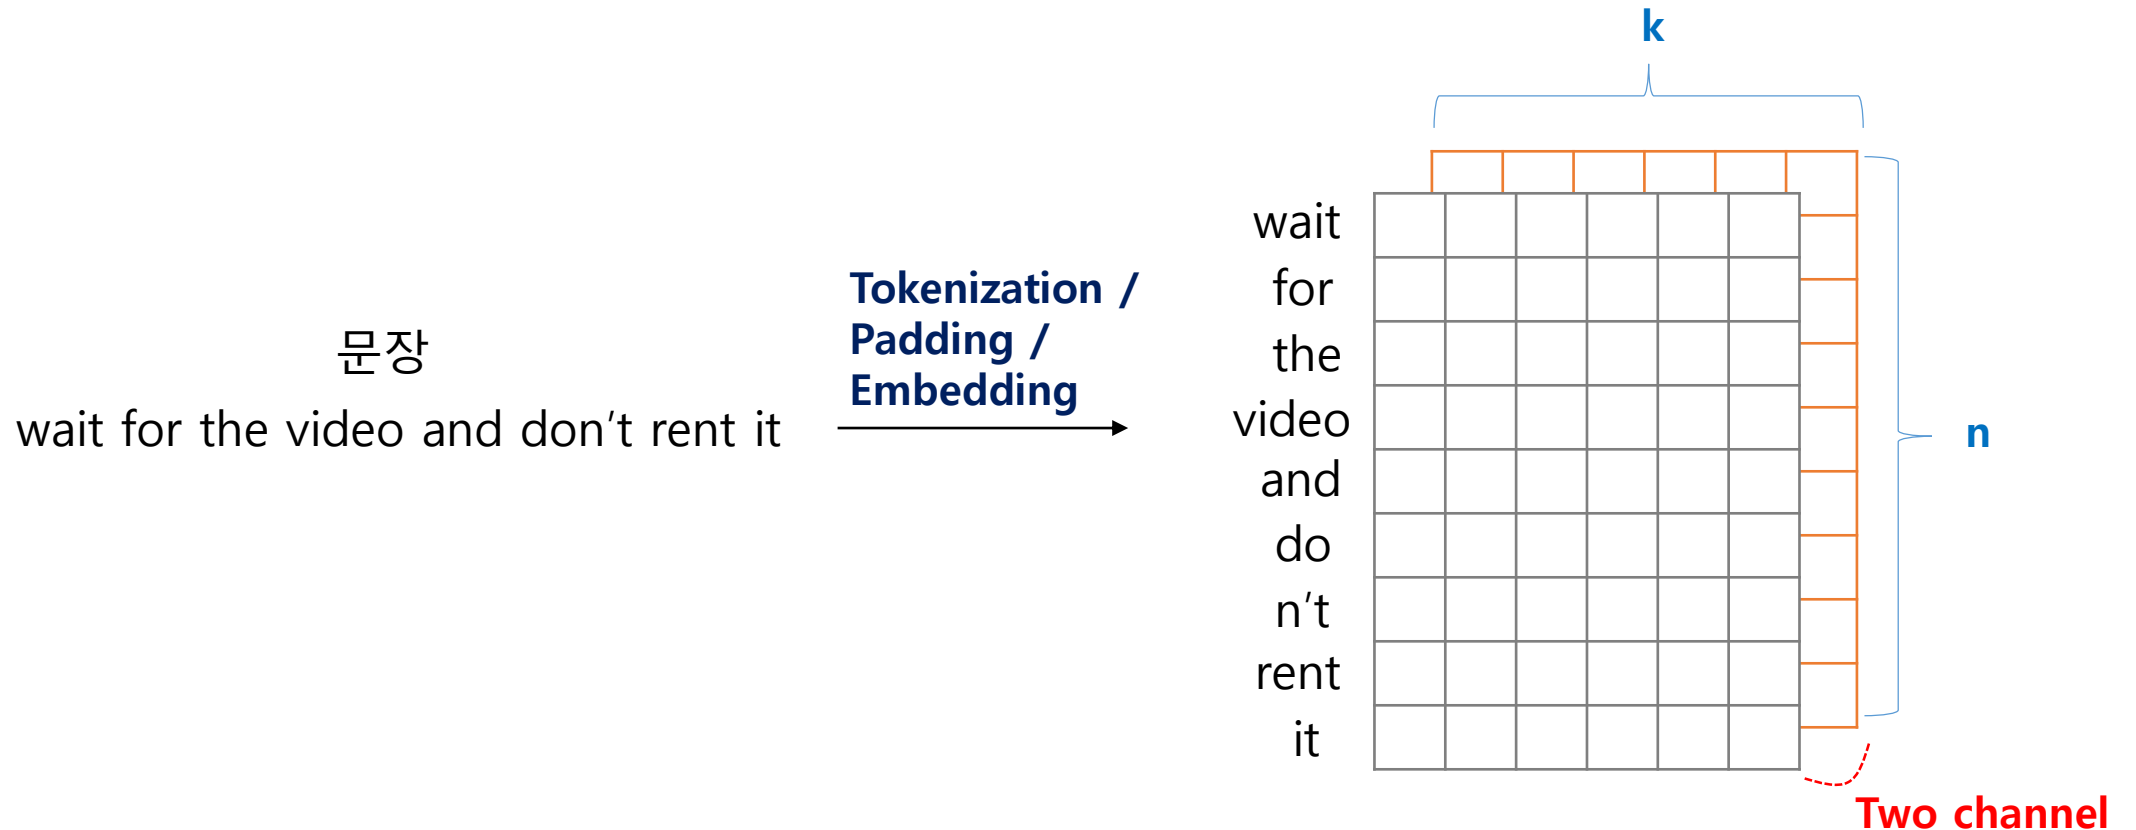 문장
wait for the video and don't rent it
Tokenization /
Padding /
Embedding
k
wait
for
the
video
and
do
n't
rent
it
n
Two channel